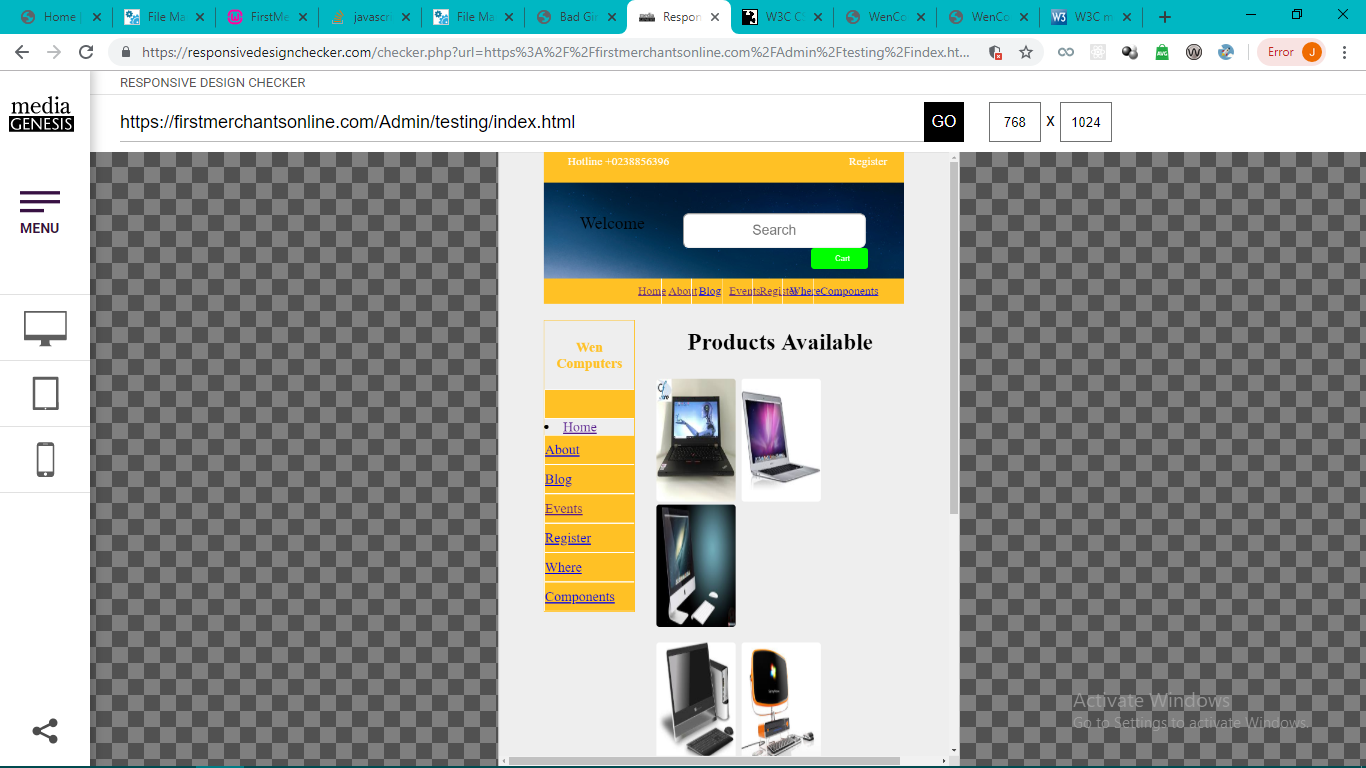 Home |
File Ma
FirstMe
javascr
File Ma
Bad Gir
Respon
W3C CS
WenCo
WenCo
W3C m
https://responsivedesignchecker.com/checker.php?url=https%3A%2F%2Ffirstmerchantsonline.com%2FAdmin%2Ftesting%2Findex.ht...
Error J
RESPONSIVE DESIGN CHECKER
media
GENESIS
https://firstmerchantsonline.com/Admin/testing/index.html
GO
768 X 1024
MENU
Hotline +0238856396
Register
Welcome
Search
Cart
Home About Blog Events Register Where Components
Wen
Computers
Home
About
Blog
Events
Register
Where
Components
Products Available
Activate Windows
Go to Settings to activate Windows.